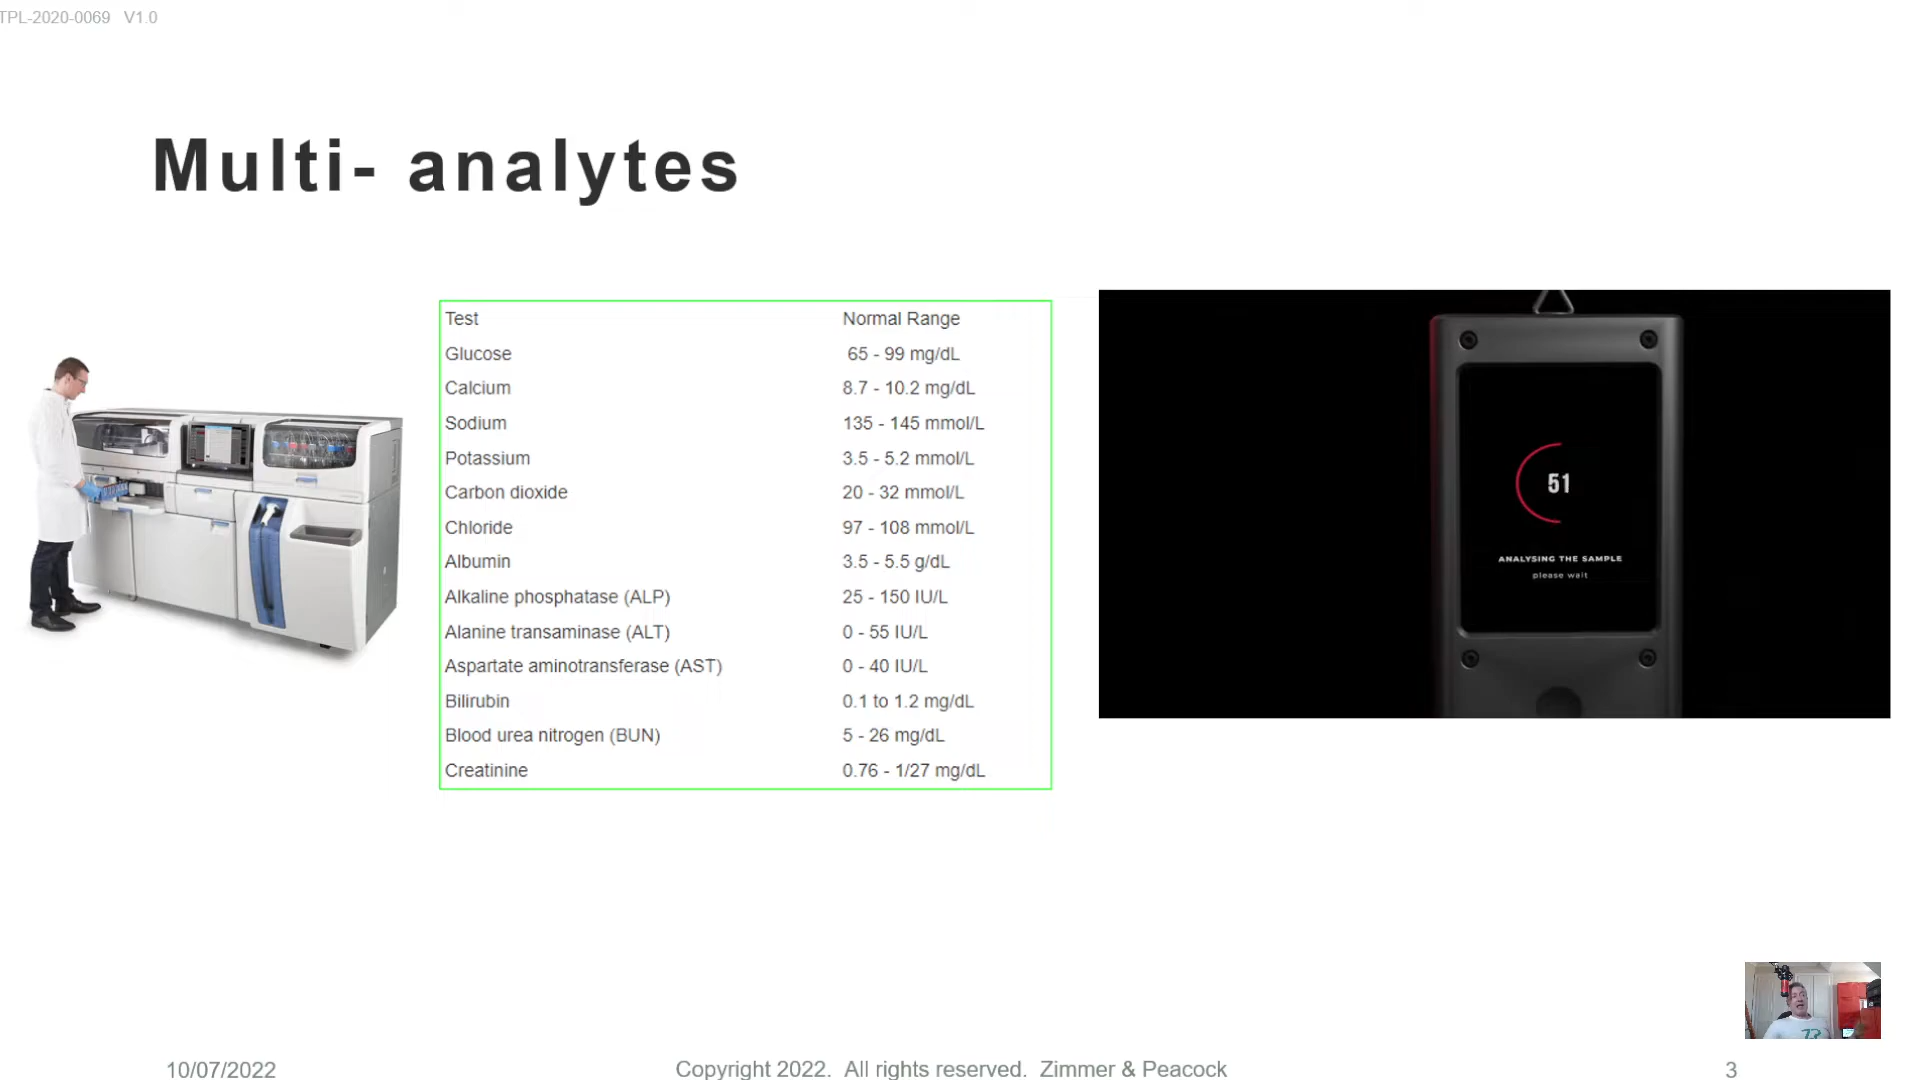 TPL-2020-0069 V1.0
Multi- analytes
Test Normal Range
Glucose 65 - 99 mg/dL
Calcium 8.7 - 10.2 mg/dL
Sodium 135 - 145 mmol/L
Potassium 3.5 - 5.2 mmol/L
Carbon dioxide 20 - 32 mmol/L
Chloride 97 - 108 mmol/L
Albumin 3.5 - 5.5 g/dL
Alkaline phosphatase (ALP) 25 - 150 IU/L
Alanine transaminase (ALT) 0 - 55 IU/L
Aspartate aminotransferase (AST) 0 - 40 IU/L
Bilirubin 0.1 to 1.2 mg/dL
Blood urea nitrogen (BUN) 5 - 26 mg/dL
Creatinine 0.76 - 1/27 mg/dL
51
ANALYSING THE SAMPLE
please wait
10/07/2022 Copyright 2022. All rights reserved. Zimmer & Peacock 3